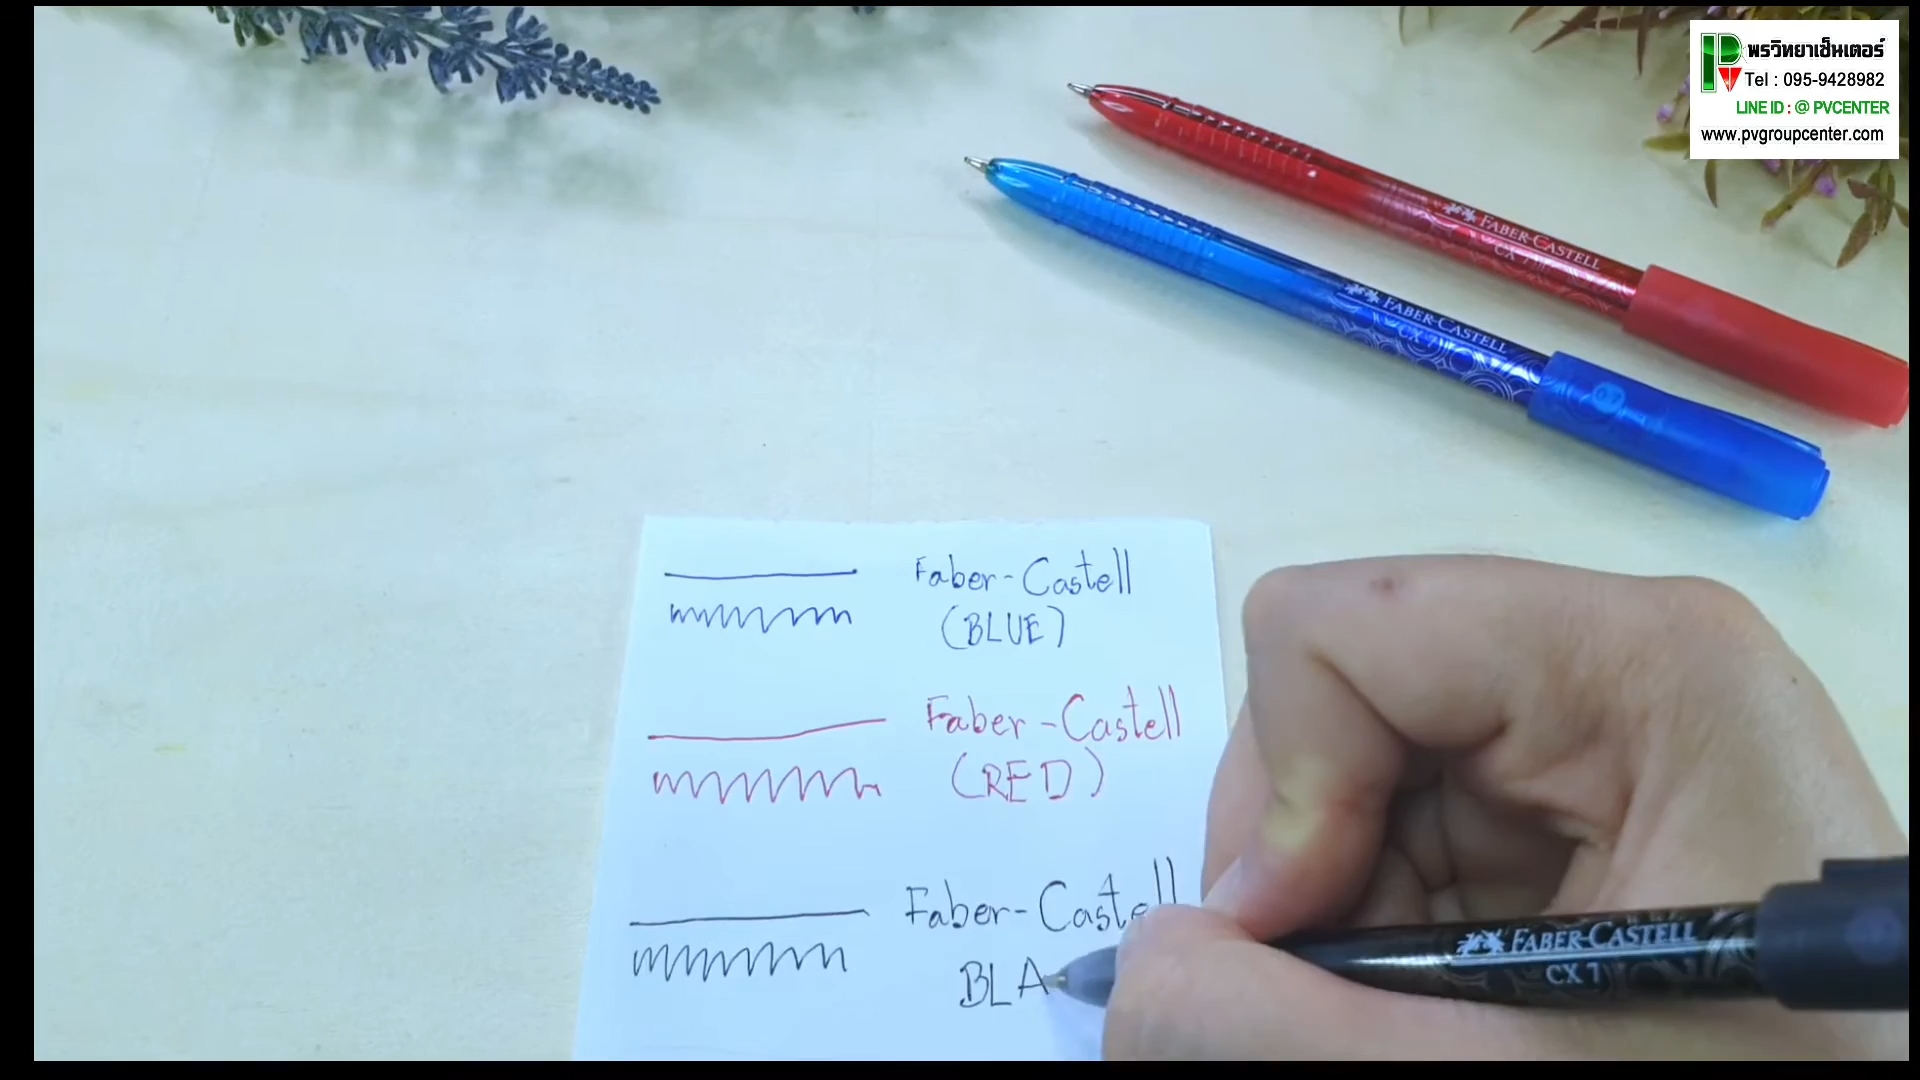 พรวิทยาเซ็นเตอร์
Tel : 095-9428982
LINE ID : @ PVCENTER
www.pvgroupcenter.com
FABER-CASTELL
CX 7
FABER-CASTELL
CX 7
07
Faber-Castell
(BLUE)
Faber-Castell
(RED)
Faber-Castell
BLA
FABER-CASTELL
CX 7